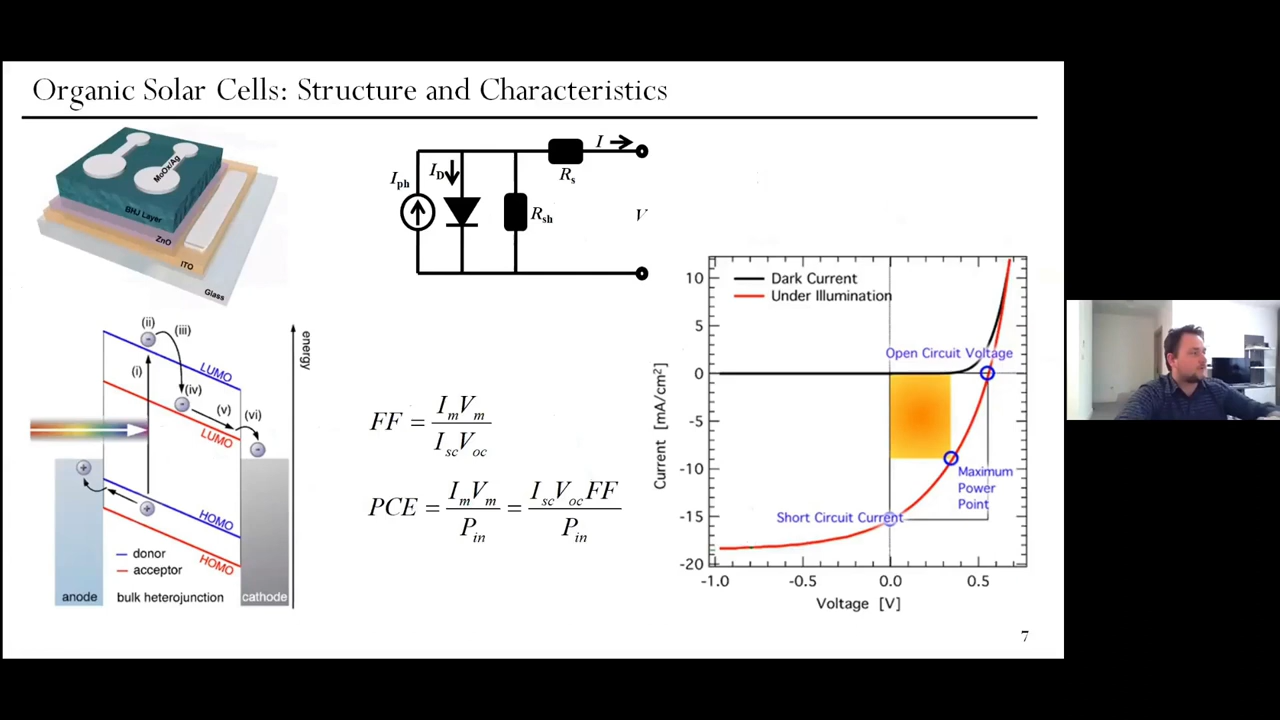 Organic Solar Cells: Structure and Characteristics
MoOx/Ag
BHJ Layer
ZnO
ITO
Glass
I_ph
I_D
R_sh
R_s
I
V
(i)
(ii)
(iii)
(iv)
(v)
(vi)
LUMO
LUMO
HOMO
HOMO
energy
donor
acceptor
anode
bulk heterojunction
cathode
FF = I_m V_m / I_sc V_oc
PCE = I_m V_m / P_in = I_sc V_oc FF / P_in
Dark Current
Under Illumination
Open Circuit Voltage
Maximum
Power
Point
Short Circuit Current
Current [mA/cm²]
10
5
0
-5
-10
-15
-20
-1.0
-0.5
0.0
0.5
Voltage [V]
7